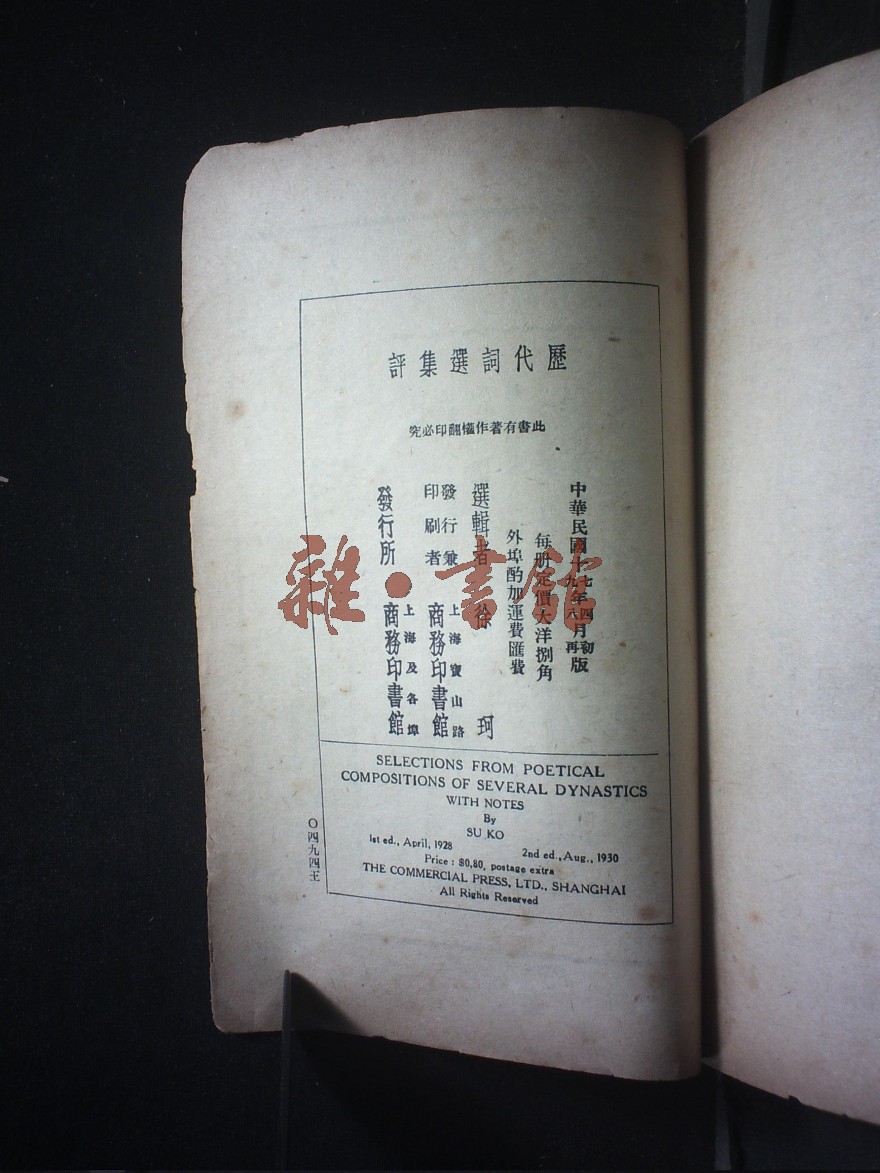 歷代詞選集評
此書有著作權翻印必究
中華民國十七年四月初版
九年六月再版
每册定價大洋捌角
外埠酌加運費匯費
選輯者 徐 珂
發行兼印刷者 上海寶山路 商務印書館
發行所 上海及各埠 商務印書館
SELECTIONS FROM POETICAL
COMPOSITIONS OF SEVERAL DYNASTICS
WITH NOTES
By
SU KO
1st ed., April, 1928 2nd ed., Aug., 1930
Price : $0,80, postage extra
THE COMMERCIAL PRESS, LTD., SHANGHAI
All Rights Reserved
〇四九四王
雜·書館